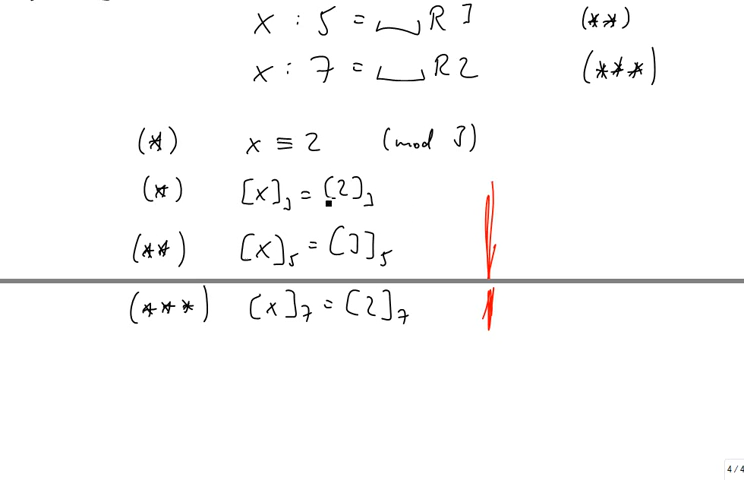 x : 5 = ⎵ R 3 (**)
x : 7 = ⎵ R 2 (***)
(*) x ≡ 2 (mod 3)
(*) [x]₃ = [2]₃
(**) [x]₅ = [3]₅
(***) [x]₇ = [2]₇
4 / 4